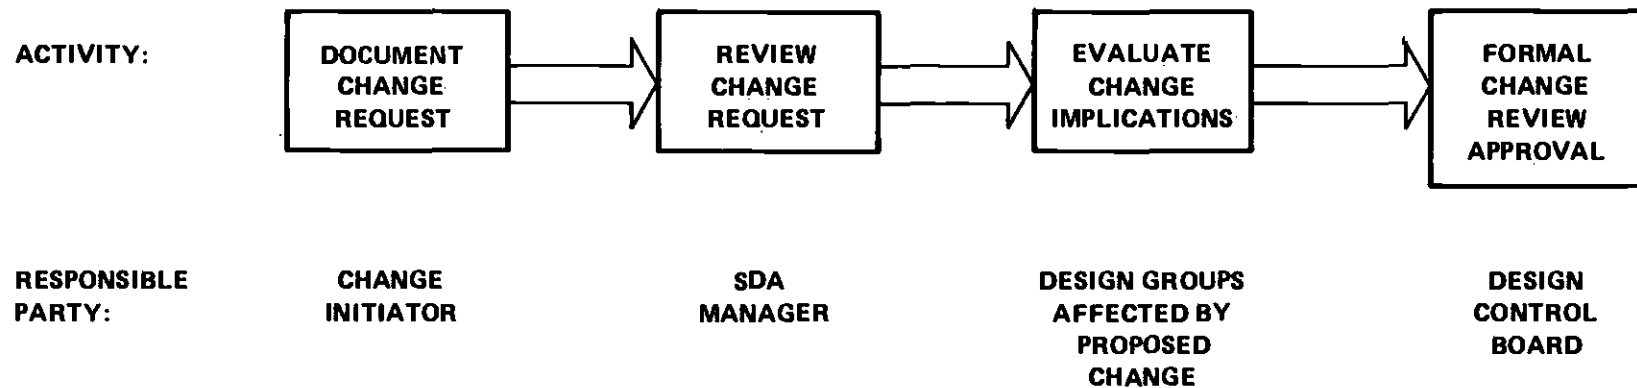 ACTIVITY:
DOCUMENT
CHANGE
REQUEST
REVIEW
CHANGE
REQUEST
EVALUATE
CHANGE
IMPLICATIONS
FORMAL
CHANGE
REVIEW
APPROVAL
RESPONSIBLE
PARTY:
CHANGE
INITIATOR
SDA
MANAGER
DESIGN GROUPS
AFFECTED BY
PROPOSED
CHANGE
DESIGN
CONTROL
BOARD